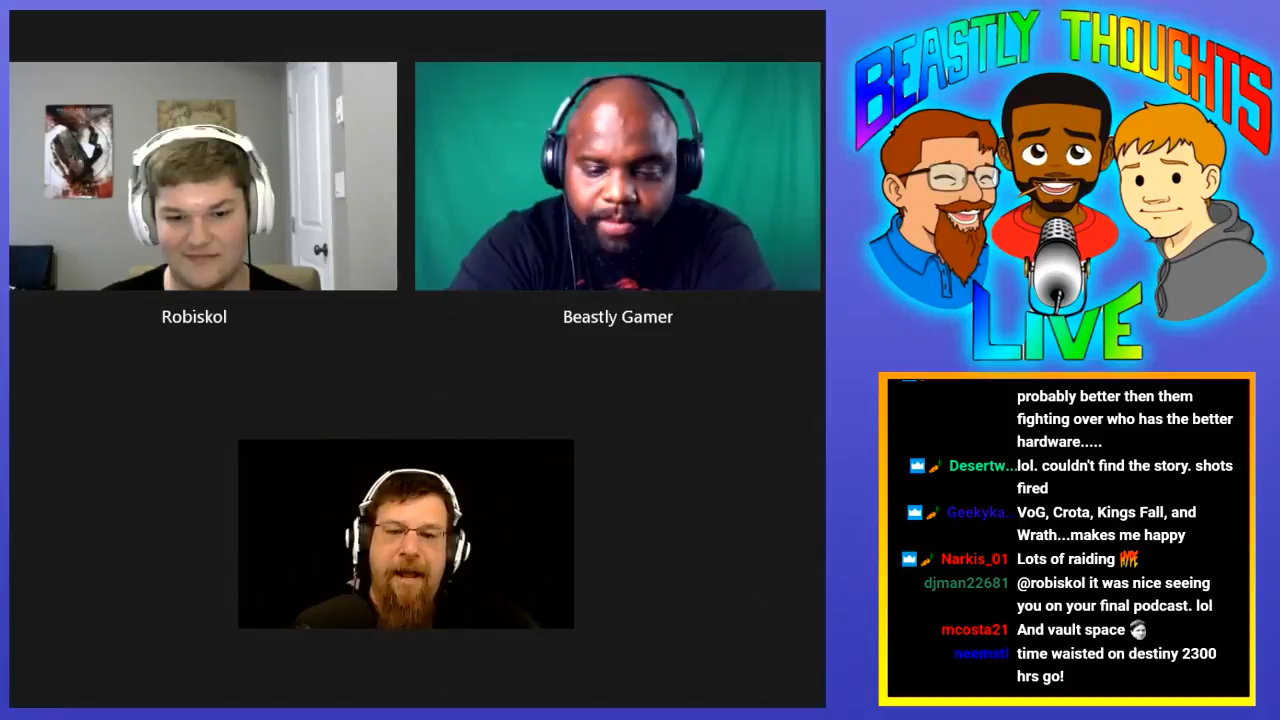 BEASTLY THOUGHTS
LIVE
Robiskol
Beastly Gamer
probably better then them
fighting over who has the better
hardware.....
Desertw... lol. couldn't find the story. shots
fired
Geekyka... VoG, Crota, Kings Fall, and
Wrath...makes me happy
Narkis_01 Lots of raiding HYPE
djman22681 @robiskol it was nice seeing
you on your final podcast. lol
mcosta21 And vault space
neemati time waisted on destiny 2300
hrs go!